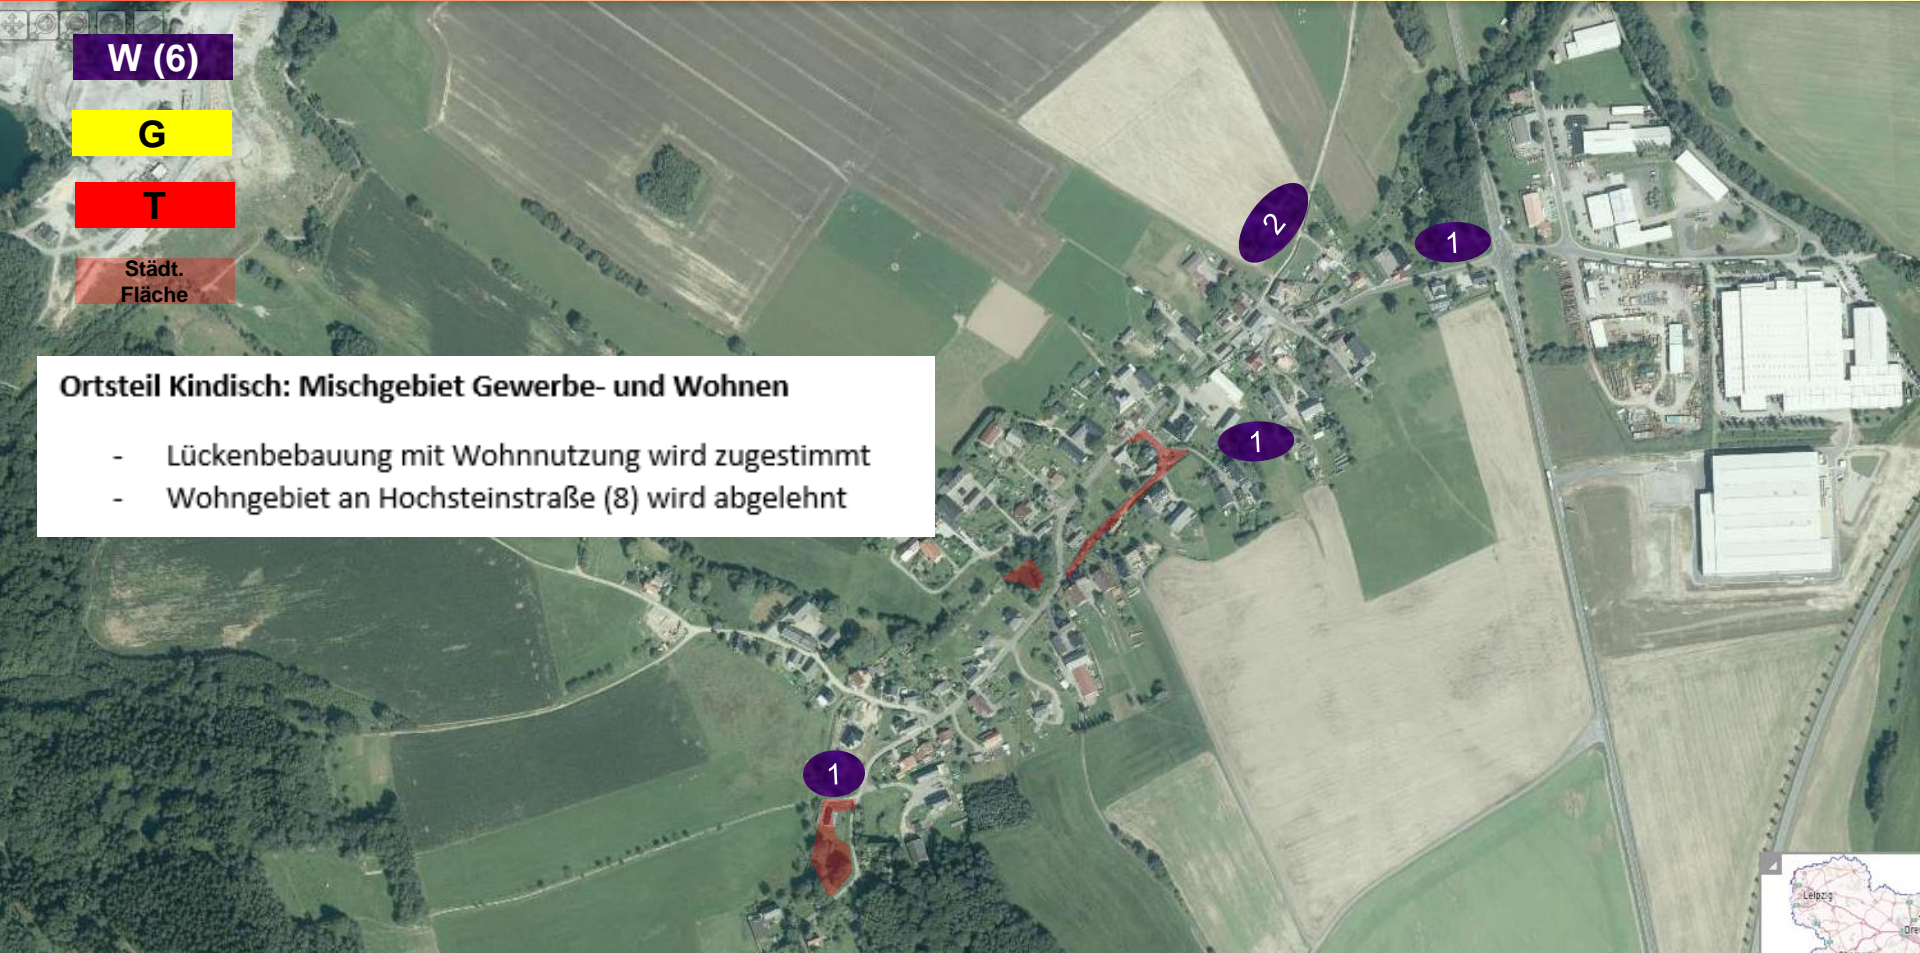 W (6)
G
T
Städt.
Fläche
2
1
Ortsteil Kindisch: Mischgebiet Gewerbe- und Wohnen
1
- Lückenbebauung mit Wohnnutzung wird zugestimmt
- Wohngebiet an Hochsteinstraße (8) wird abgelehnt
1
Leipzig